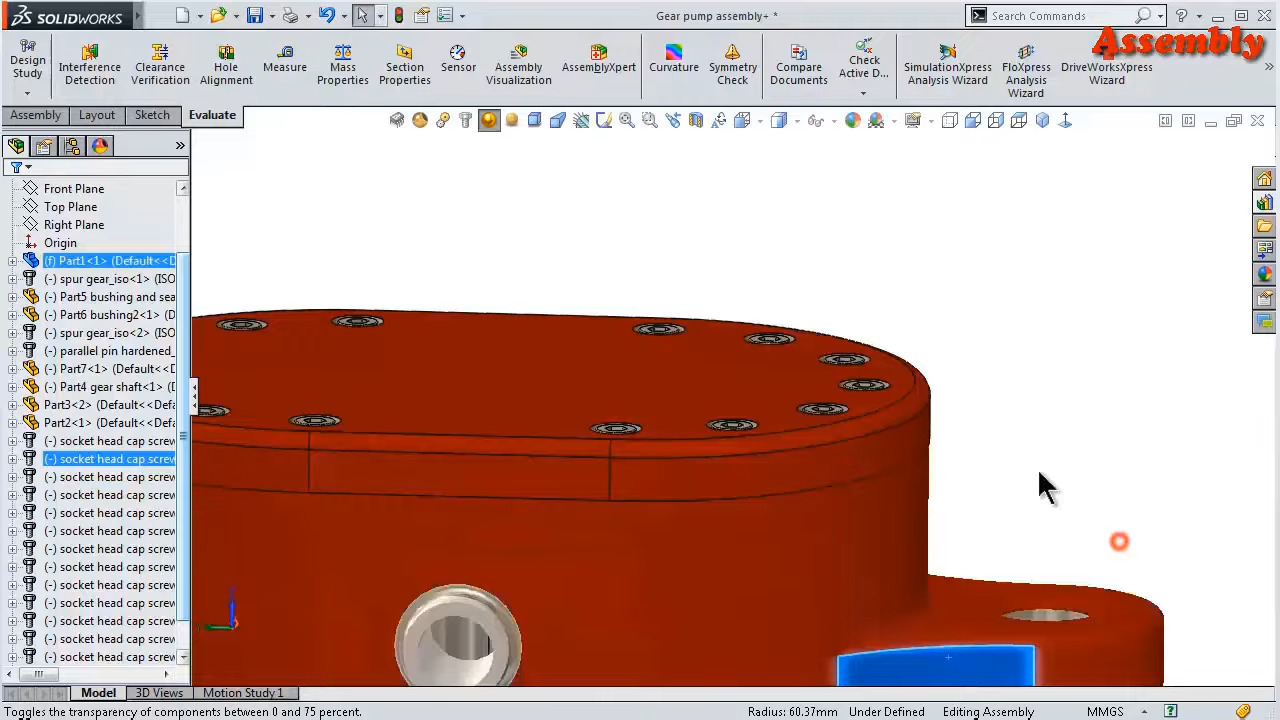 SOLIDWORKS
Gear pump assembly+ *
Search Commands
Assembly
Design Study
Interference Detection
Clearance Verification
Hole Alignment
Measure
Mass Properties
Section Properties
Sensor
Assembly Visualization
AssemblyXpert
Curvature
Symmetry Check
Compare Documents
Check Active D...
SimulationXpress Analysis Wizard
FloXpress Analysis Wizard
DriveWorksXpress Wizard
Assembly Layout Sketch Evaluate
Front Plane
Top Plane
Right Plane
Origin
(f) Part1<1> (Default<<D
(-) spur gear_iso<1> (ISO
(-) Part5 bushing and sea
(-) Part6 bushing2<1> (D
(-) spur gear_iso<2> (ISO
(-) parallel pin hardened_
(-) Part7<1> (Default<<D
(-) Part4 gear shaft<1> (D
Part3<2> (Default<<Defa
Part2<1> (Default<<Defa
(-) socket head cap screw
(-) socket head cap screw
(-) socket head cap screw
(-) socket head cap screw
(-) socket head cap screw
(-) socket head cap screw
(-) socket head cap screw
(-) socket head cap screw
(-) socket head cap screw
(-) socket head cap screw
(-) socket head cap screw
(-) socket head cap screw
(-) socket head cap screw
Model 3D Views Motion Study 1
Toggles the transparency of components between 0 and 75 percent. Radius: 60.37mm Under Defined Editing Assembly MMGS